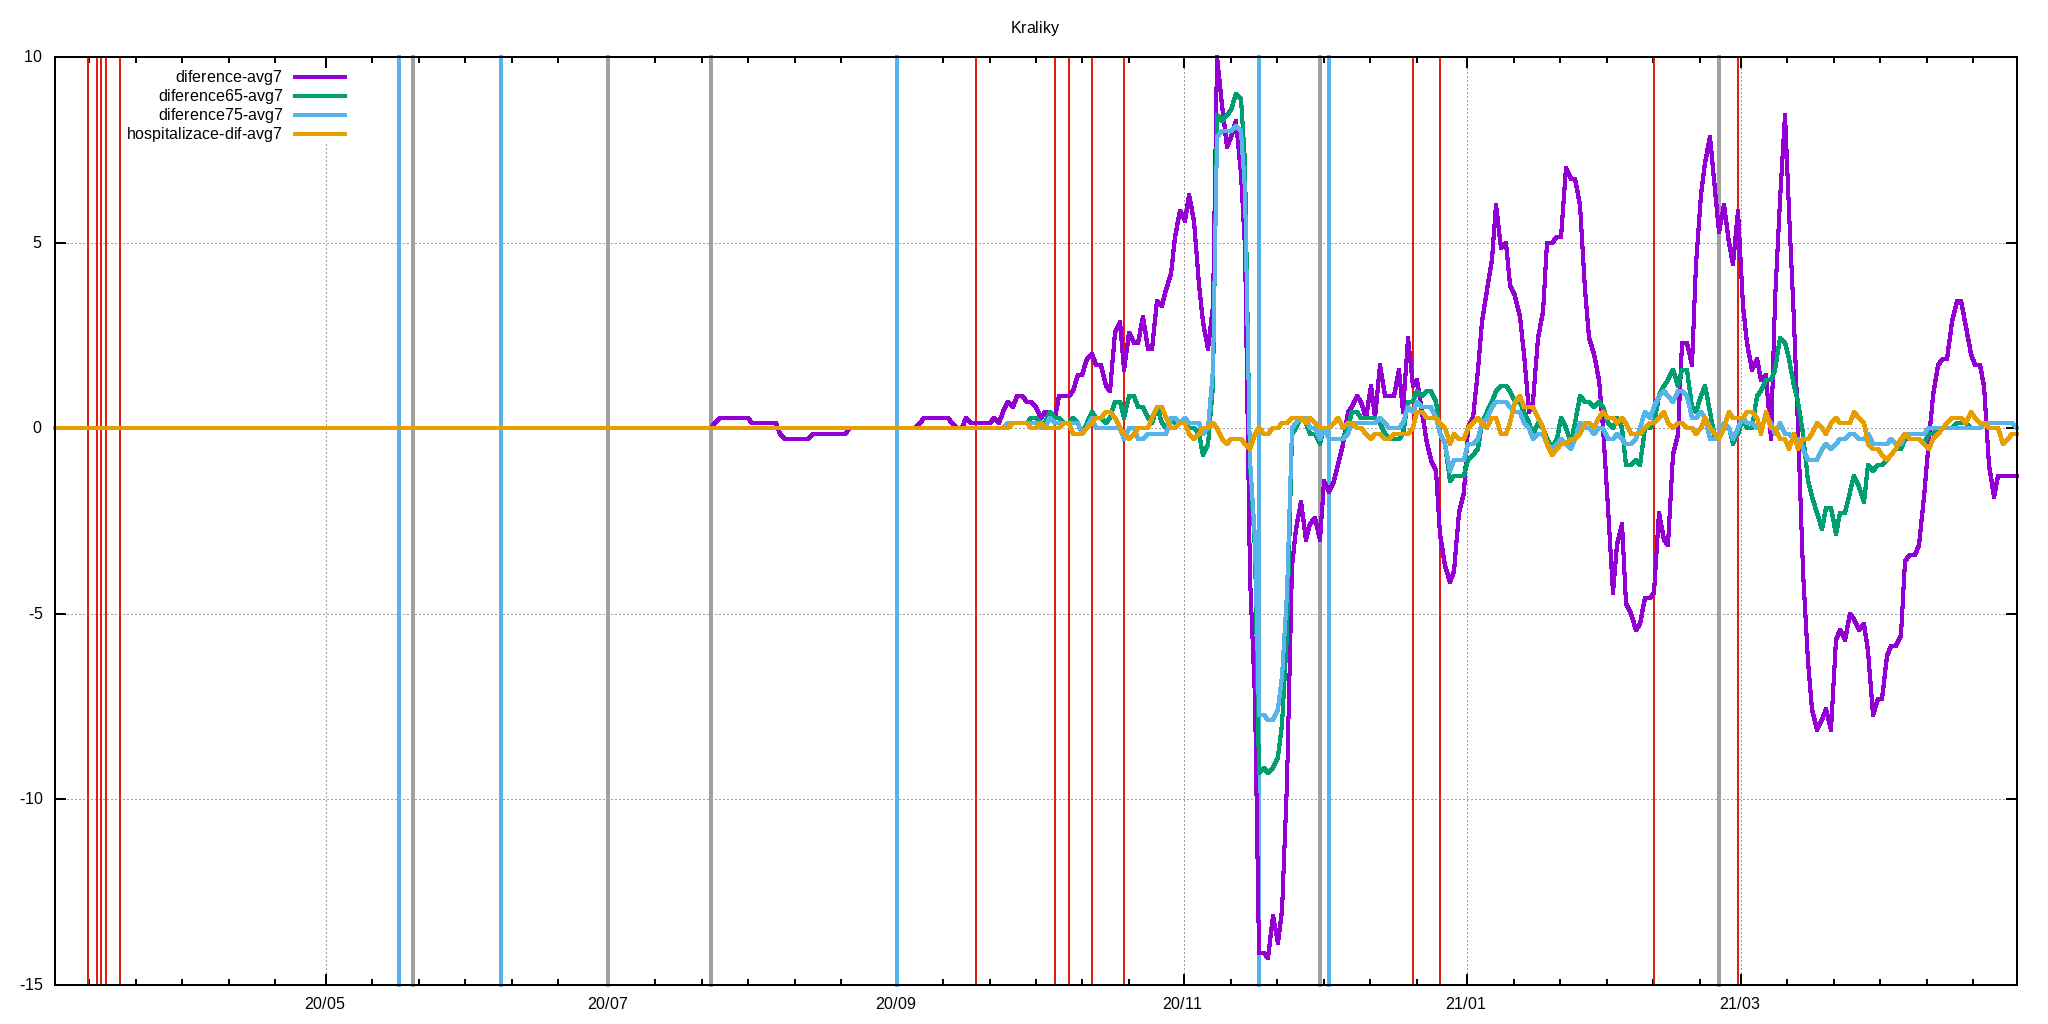 Kraliky
10
diference-avg7
diference65-avg7
diference75-avg7
hospitalizace-dif-avg7
5
0
-5
-10
-15
20/05 20/07 20/09 20/11 21/01 21/03